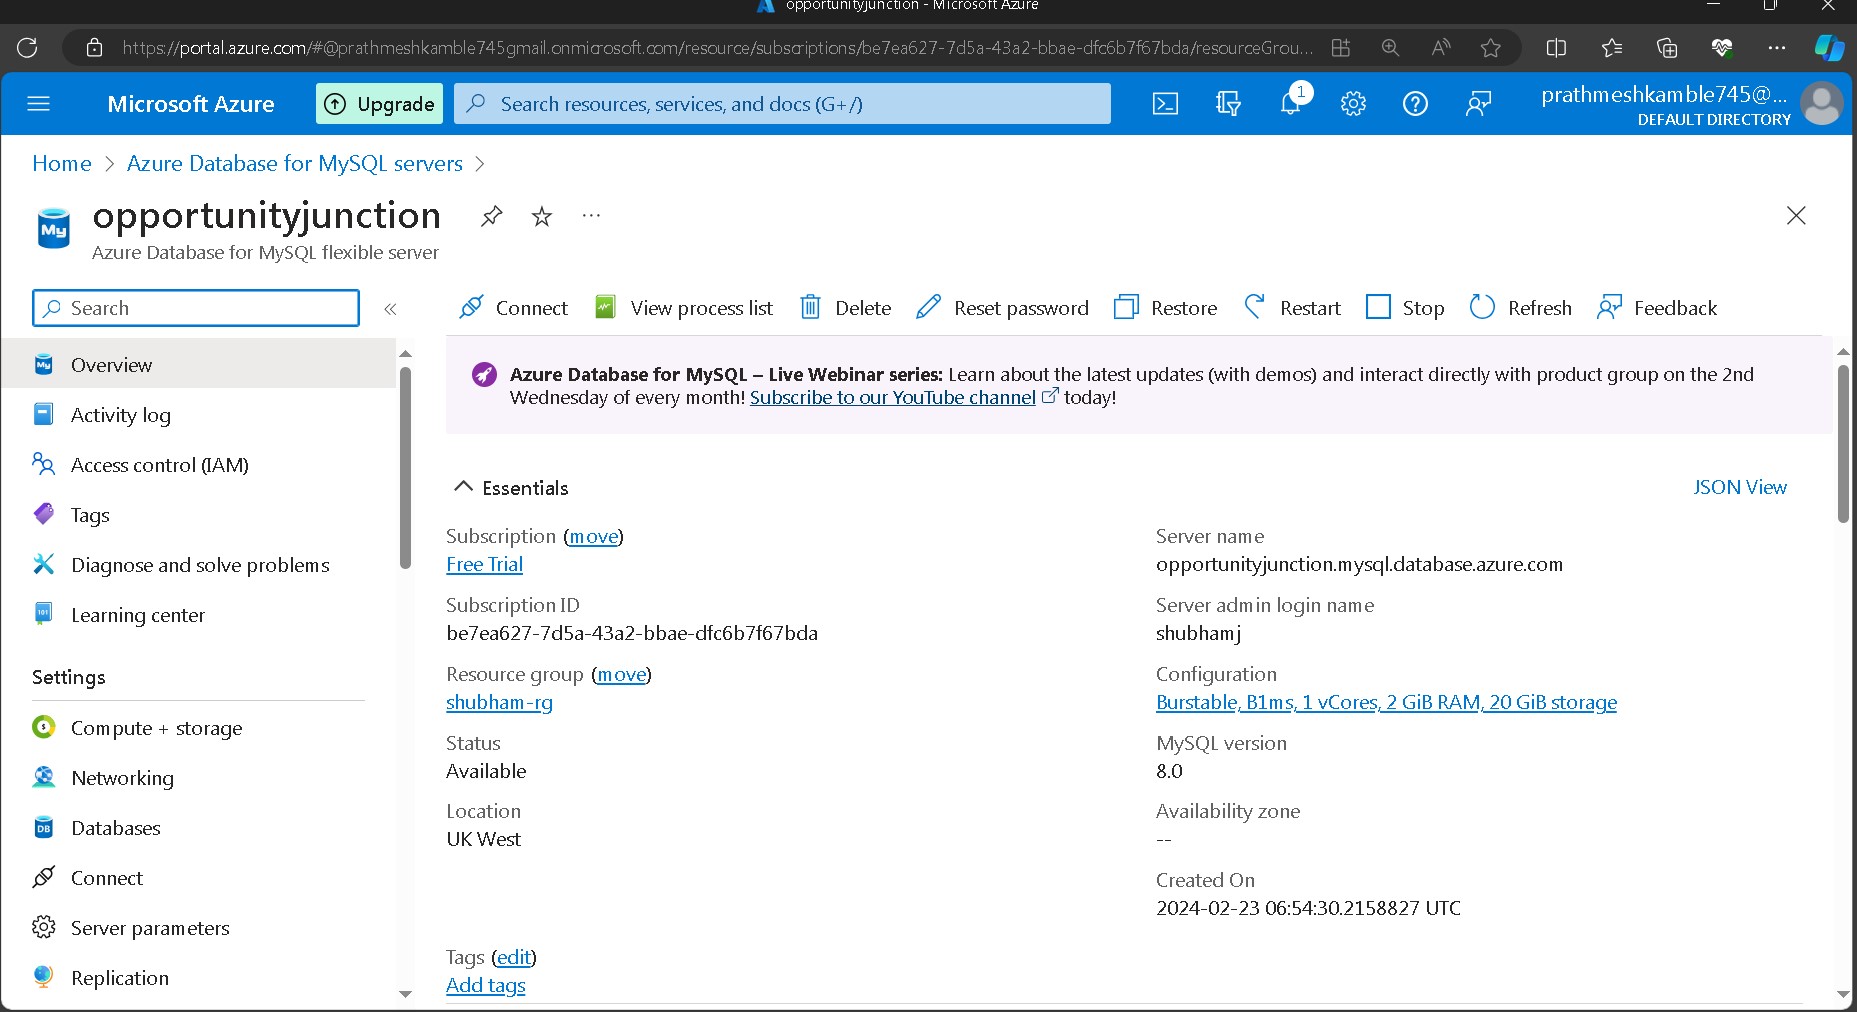 opportunityjunction - Microsoft Azure
https://portal.azure.com/#@prathmeshkamble745gmail.onmicrosoft.com/resource/subscriptions/be7ea627-7d5a-43a2-bbae-dfc6b7f67bda/resourceGrou...
Microsoft Azure
Upgrade
Search resources, services, and docs (G+/)
1
prathmeshkamble745@...
DEFAULT DIRECTORY
Home > Azure Database for MySQL servers >
My
opportunityjunction
...
Azure Database for MySQL flexible server
Search
«
Connect
View process list
Delete
Reset password
Restore
Restart
Stop
Refresh
Feedback
Overview
Activity log
Access control (IAM)
Tags
Diagnose and solve problems
Learning center
Settings
Compute + storage
Networking
Databases
Connect
Server parameters
Replication
Azure Database for MySQL – Live Webinar series: Learn about the latest updates (with demos) and interact directly with product group on the 2nd
Wednesday of every month! Subscribe to our YouTube channel today!
Essentials
JSON View
Subscription (move)
Free Trial
Subscription ID
be7ea627-7d5a-43a2-bbae-dfc6b7f67bda
Resource group (move)
shubham-rg
Status
Available
Location
UK West
Server name
opportunityjunction.mysql.database.azure.com
Server admin login name
shubhamj
Configuration
Burstable, B1ms, 1 vCores, 2 GiB RAM, 20 GiB storage
MySQL version
8.0
Availability zone
--
Created On
2024-02-23 06:54:30.2158827 UTC
Tags (edit)
Add tags